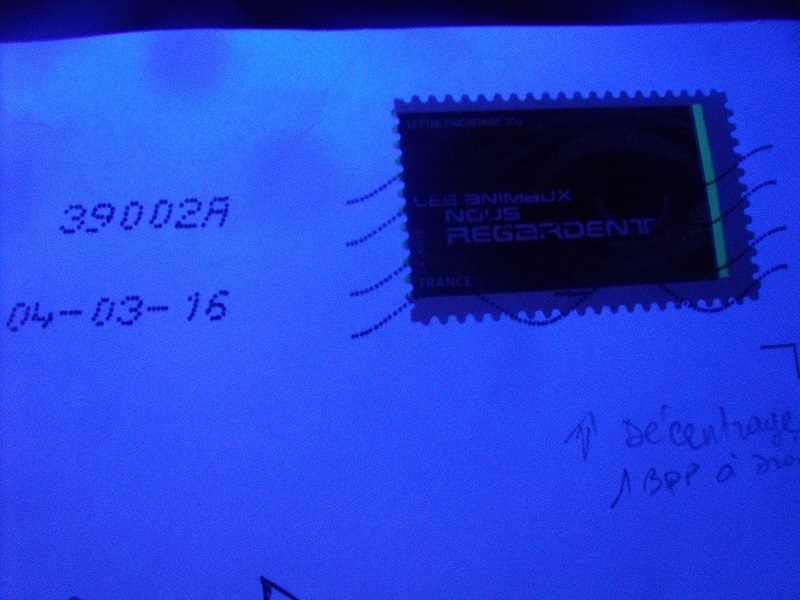 LETTRE PRIORITAIRE 20g
39002A
LES ANIMAUX
NOUS
REGARDENT
FRANCE
04-03-16
Décentrage
1 BPP à